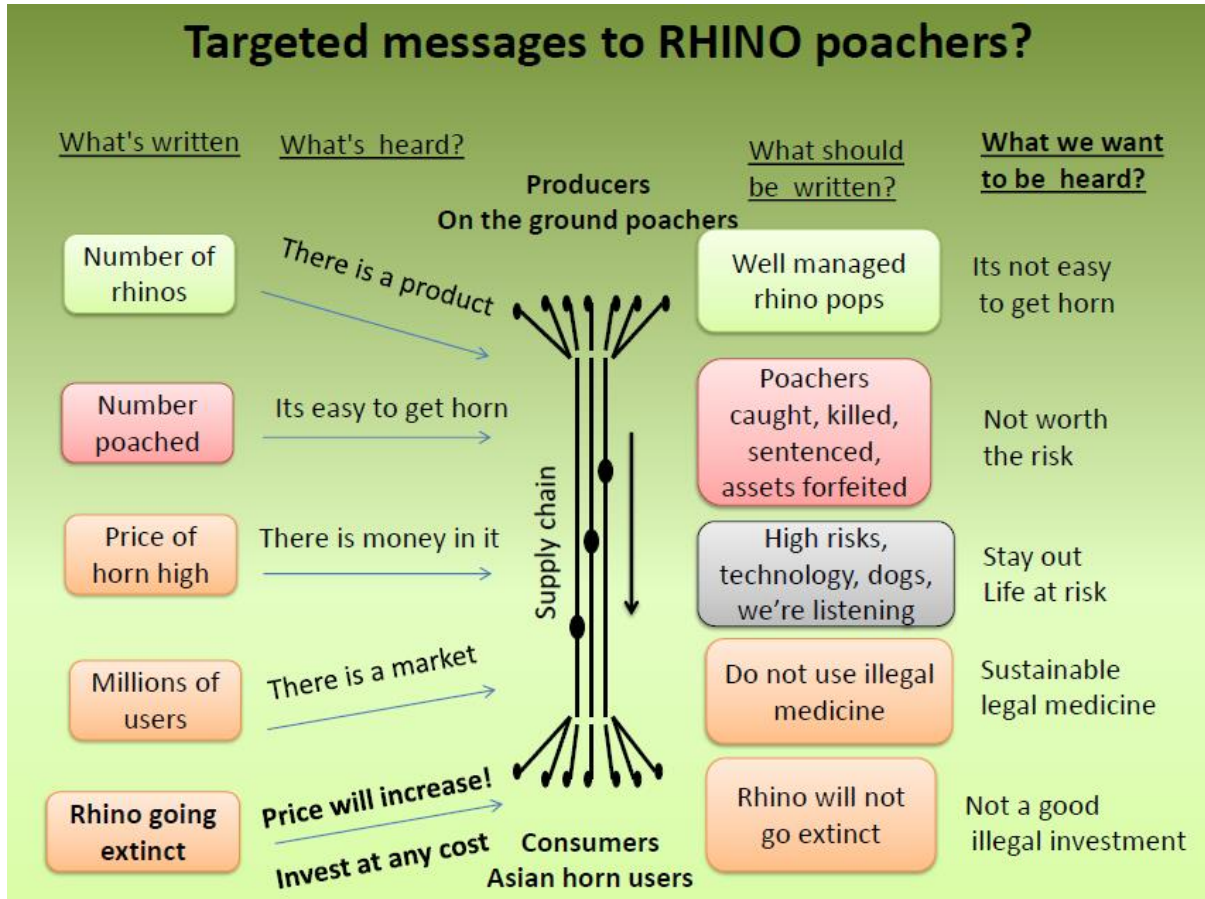 Targeted messages to RHINO poachers?
What's written
What's heard?
What should
be written?
What we want
to be heard?
Producers
On the ground poachers
Number of
rhinos
There is a product
Well managed
rhino pops
Its not easy
to get horn
Number
poached
Its easy to get horn
Poachers
caught, killed,
sentenced,
assets forfeited
Not worth
the risk
Price of
horn high
There is money in it
Supply chain
High risks,
technology, dogs,
we're listening
Stay out
Life at risk
Millions of
users
There is a market
Do not use illegal
medicine
Sustainable
legal medicine
Rhino going
extinct
Price will increase!
Invest at any cost
Consumers
Asian horn users
Rhino will not
go extinct
Not a good
illegal investment